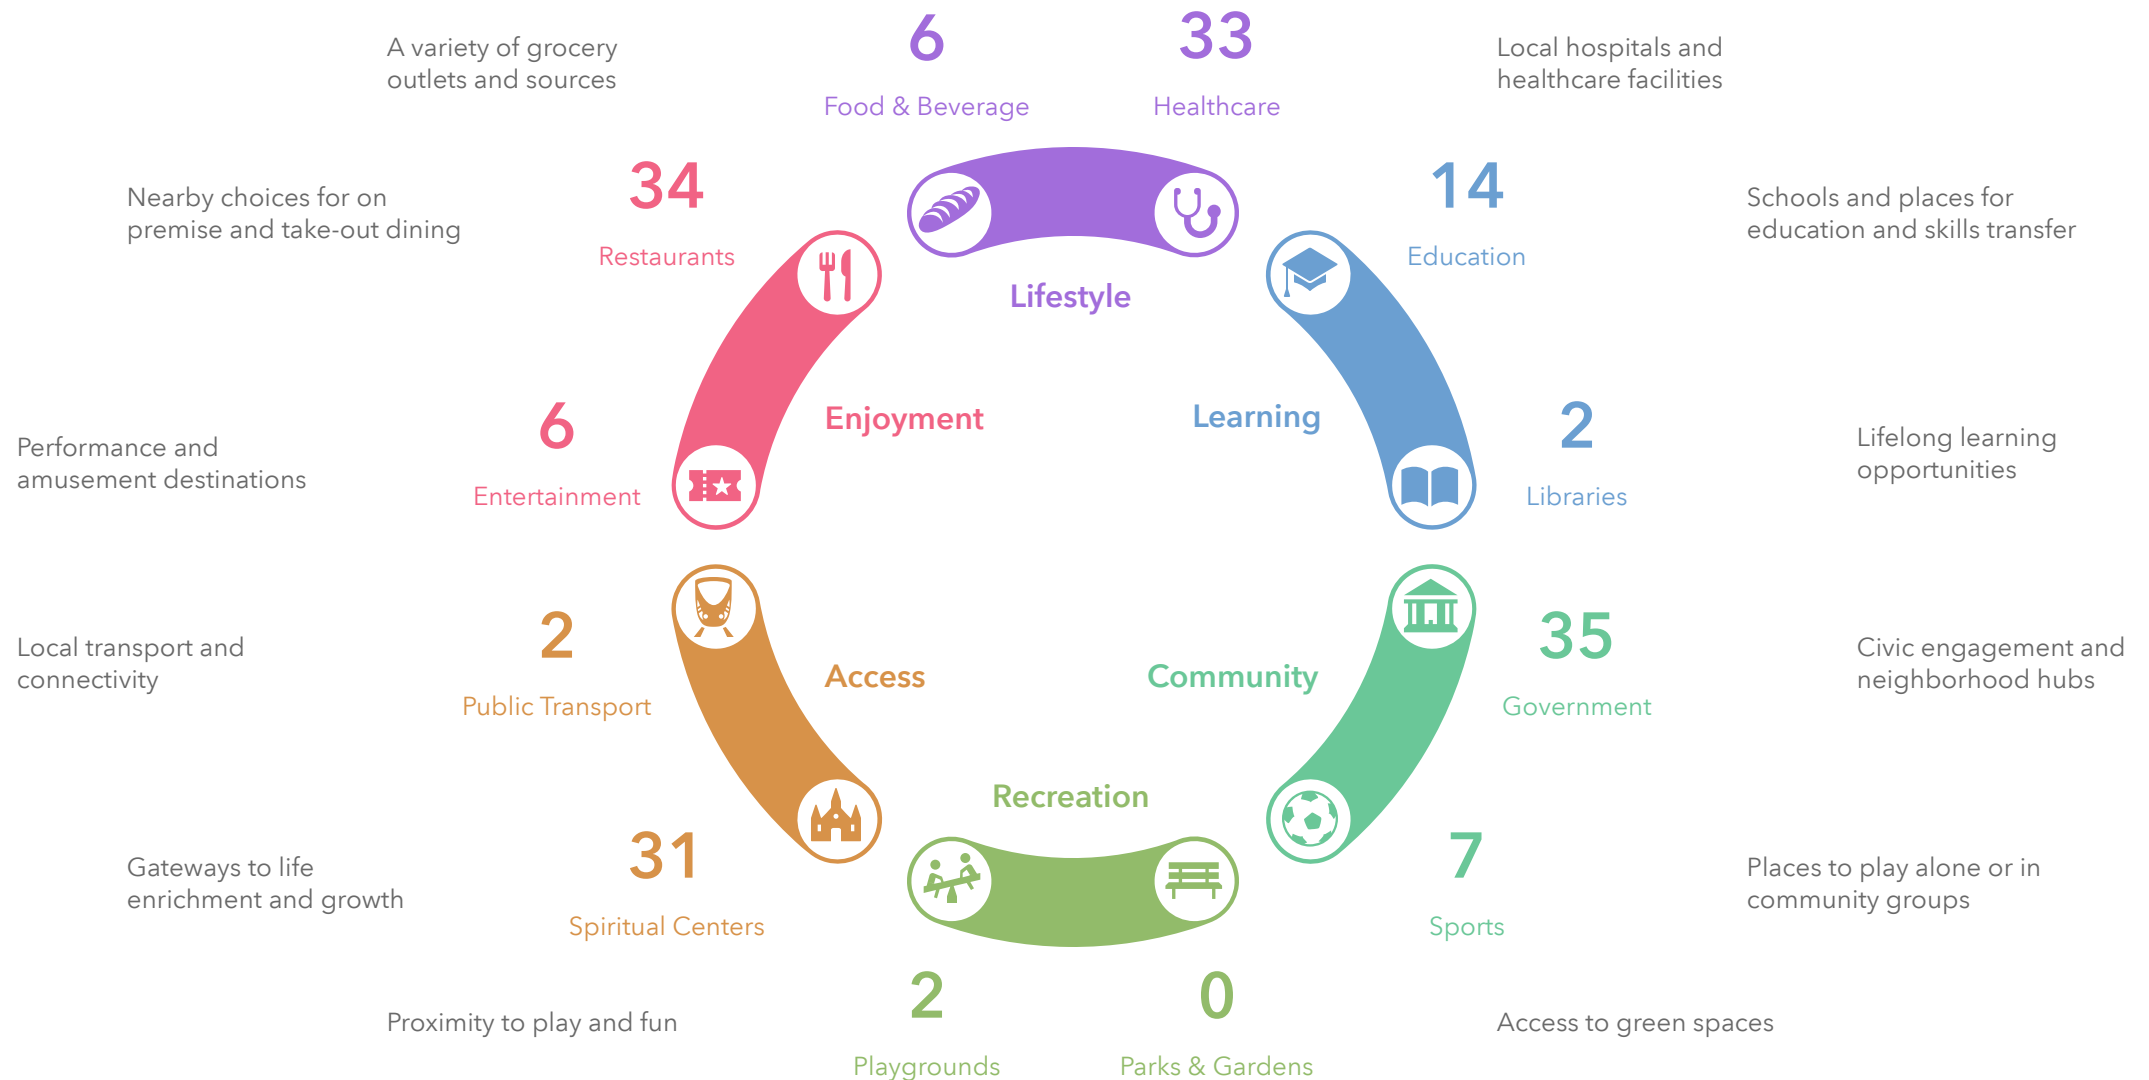 A variety of grocery
outlets and sources
6
Food & Beverage
33
Healthcare
Local hospitals and
healthcare facilities
Nearby choices for on
premise and take-out dining
34
Restaurants
14
Education
Schools and places for
education and skills transfer
Lifestyle
Performance and
amusement destinations
6
Entertainment
Enjoyment
Learning
2
Libraries
Lifelong learning
opportunities
Local transport and
connectivity
2
Public Transport
Access
Community
35
Government
Civic engagement and
neighborhood hubs
Recreation
Gateways to life
enrichment and growth
31
Spiritual Centers
7
Sports
Places to play alone or in
community groups
Proximity to play and fun
2
Playgrounds
0
Parks & Gardens
Access to green spaces